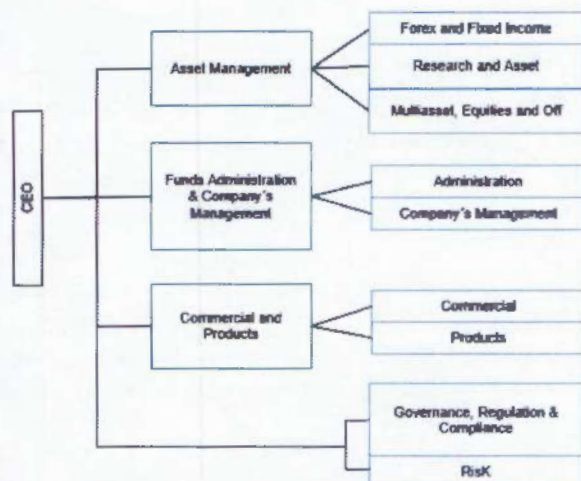 CEO
Asset Management
Forex and Fixed Income
Research and Asset
Multiasset, Equities and Off
Funds Administration
& Company´s
Management
Administration
Company´s Management
Commercial and
Products
Commercial
Products
Governance, Regulation &
Compliance
RisK